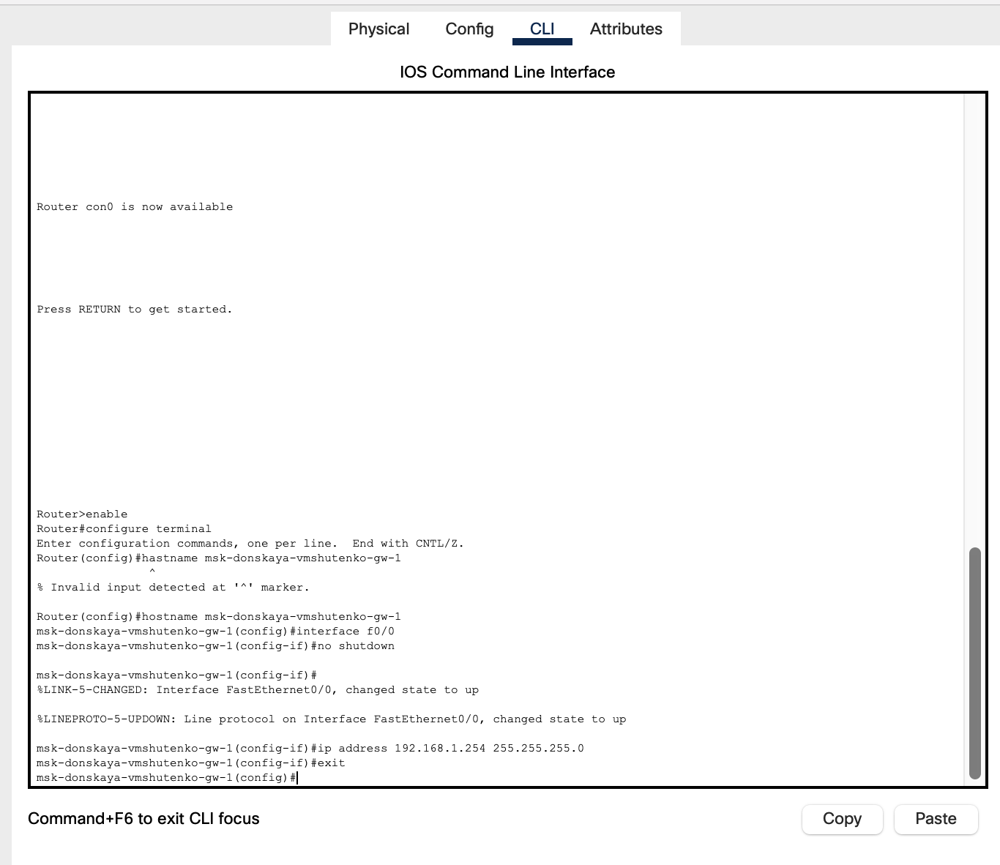 Physical Config CLI Attributes
IOS Command Line Interface
Router con0 is now available
Press RETURN to get started.
Router>enable
Router#configure terminal
Enter configuration commands, one per line.  End with CNTL/Z.
Router(config)#hastname msk-donskaya-vmshutenko-gw-1
^
% Invalid input detected at '^' marker.
Router(config)#hostname msk-donskaya-vmshutenko-gw-1
msk-donskaya-vmshutenko-gw-1(config)#interface f0/0
msk-donskaya-vmshutenko-gw-1(config-if)#no shutdown
msk-donskaya-vmshutenko-gw-1(config-if)#
%LINK-5-CHANGED: Interface FastEthernet0/0, changed state to up
%LINEPROTO-5-UPDOWN: Line protocol on Interface FastEthernet0/0, changed state to up
msk-donskaya-vmshutenko-gw-1(config-if)#ip address 192.168.1.254 255.255.255.0
msk-donskaya-vmshutenko-gw-1(config-if)#exit
msk-donskaya-vmshutenko-gw-1(config)#
Command+F6 to exit CLI focus
Copy Paste